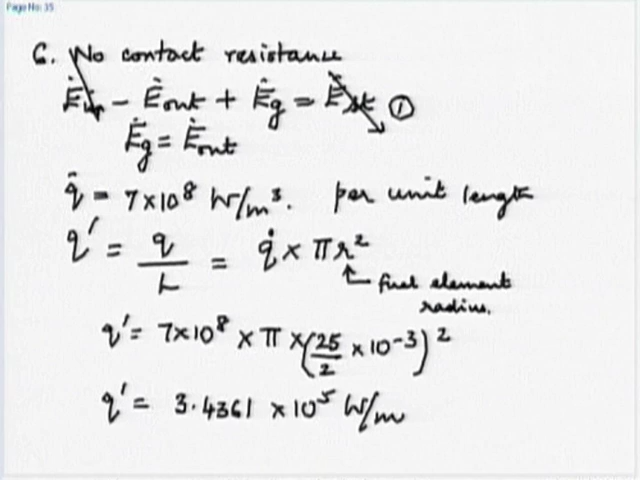 Page No: 35
6. No contact resistance
Ėin - Ėout + Ėg = Ėst ①
Ėg = Ėout
q̇ = 7×10⁸ W/m³. per unit length
q' = q/L = q̇ × πr²
fuel element
radius.
q' = 7×10⁸ × π × (25/2 × 10⁻³)²
q' = 3.4361 × 10⁵ W/m